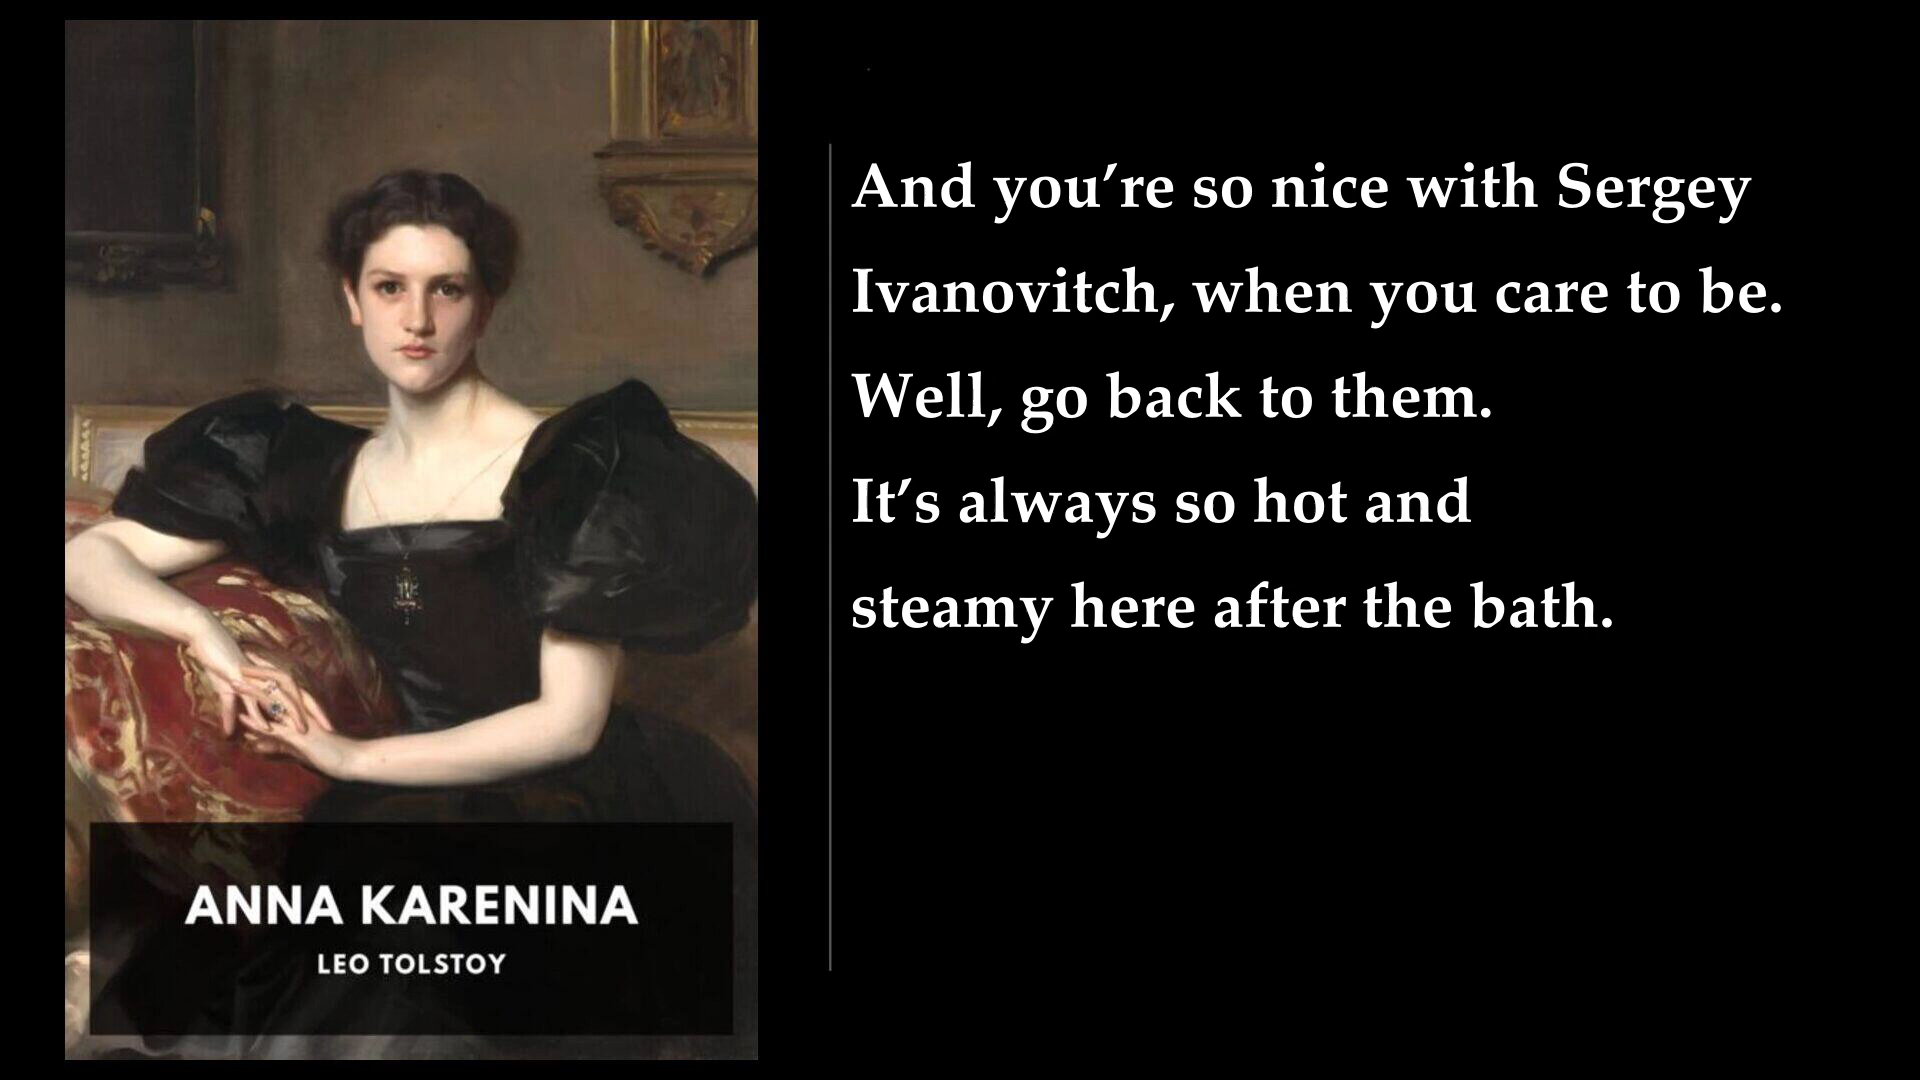 ANNA KARENINA
LEO TOLSTOY
And you’re so nice with Sergey
Ivanovitch, when you care to be.
Well, go back to them.
It’s always so hot and
steamy here after the bath.